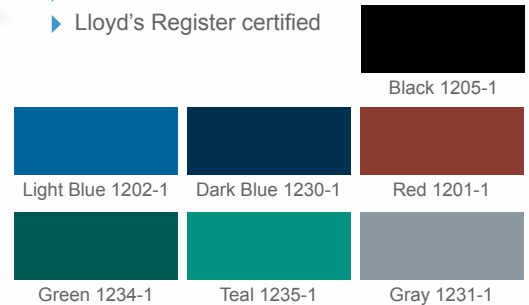 Lloyd’s Register certified
Black 1205-1
Light Blue 1202-1 Dark Blue 1230-1 Red 1201-1
Green 1234-1 Teal 1235-1 Gray 1231-1